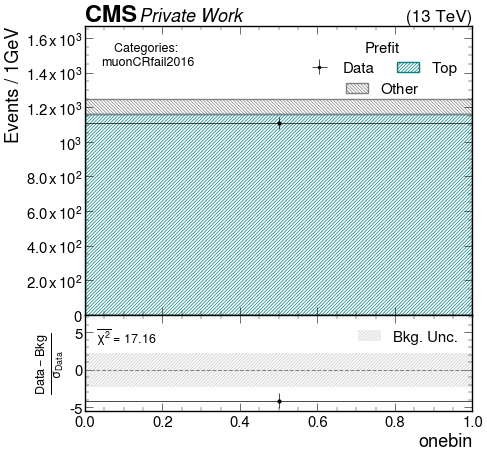 CMS Private Work (13 TeV)
Events / 1GeV
1.6 x 10³
1.4 x 10³
1.2 x 10³
10³
8.0 x 10²
6.0 x 10²
4.0 x 10²
2.0 x 10²
0
Categories:
muonCRfail2016
Prefit
Data
Top
Other
Data − Bkg
σ_Data
5
0
-5
χ² = 17.16
Bkg. Unc.
0.0 0.2 0.4 0.6 0.8 1.0
onebin